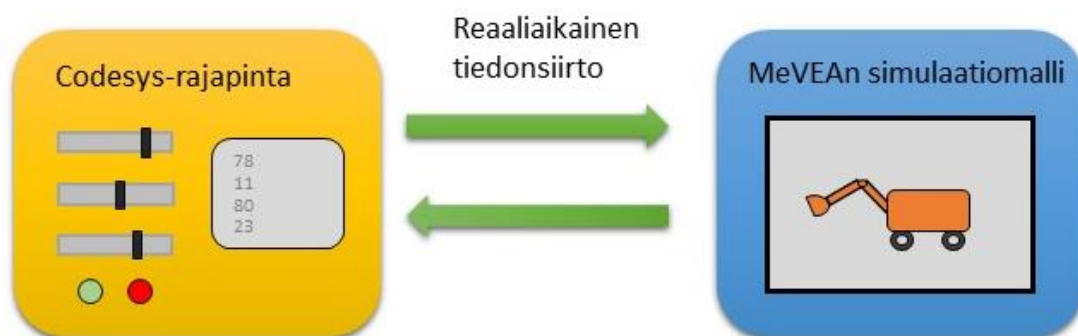 Codesys-rajapinta
78
11
80
23
Reaaliaikainen
tiedonsiirto
MeVEAn simulaatiomalli